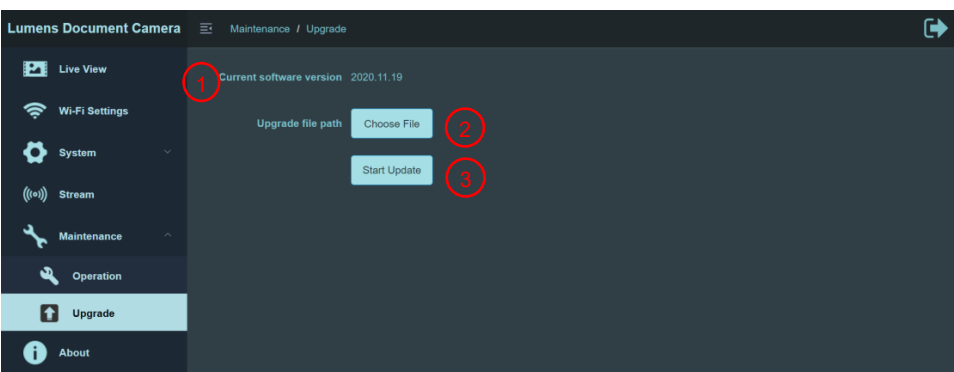 Lumens Document Camera
Maintenance / Upgrade
Live View
Wi-Fi Settings
System
Stream
Maintenance
Operation
Upgrade
About
1
Current software version 2020.11.19
Upgrade file path Choose File
2
Start Update
3